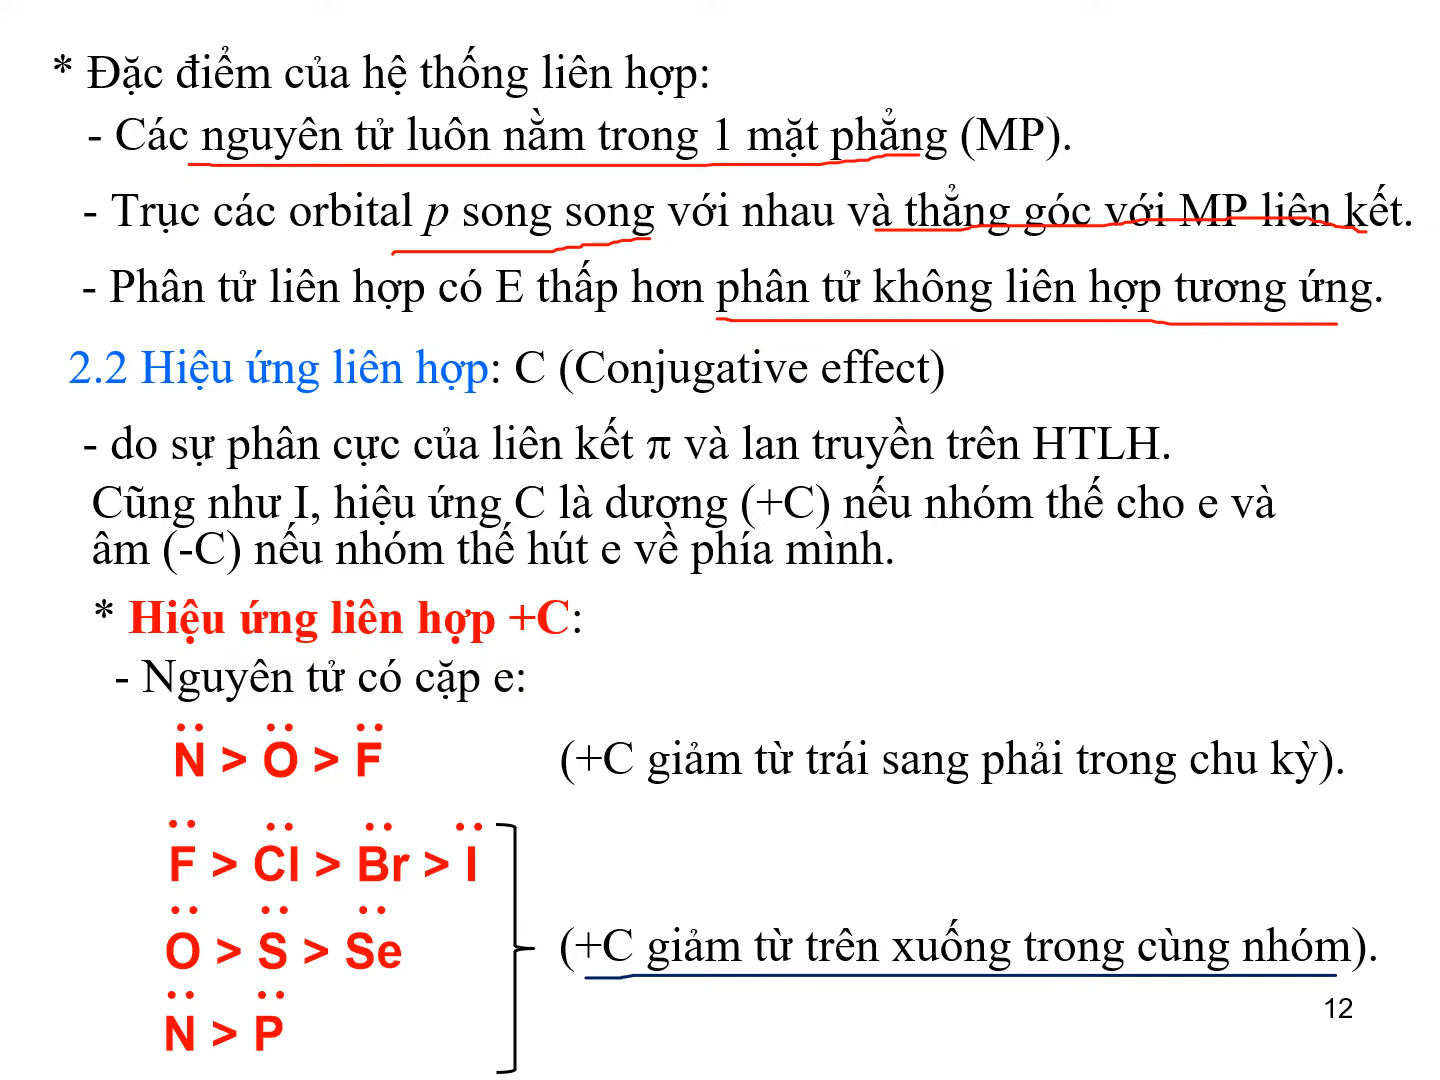 * Đặc điểm của hệ thống liên hợp:
- Các nguyên tử luôn nằm trong 1 mặt phẳng (MP).
- Trục các orbital p song song với nhau và thẳng góc với MP liên kết.
- Phân tử liên hợp có E thấp hơn phân tử không liên hợp tương ứng.
2.2 Hiệu ứng liên hợp: C (Conjugative effect)
- do sự phân cực của liên kết π và lan truyền trên HTLH.
Cũng như I, hiệu ứng C là dương (+C) nếu nhóm thế cho e và
âm (-C) nếu nhóm thế hút e về phía mình.
* Hiệu ứng liên hợp +C:
- Nguyên tử có cặp e:
N > O > F (+C giảm từ trái sang phải trong chu kỳ).
F > Cl > Br > I
O > S > Se (+C giảm từ trên xuống trong cùng nhóm).
N > P
12